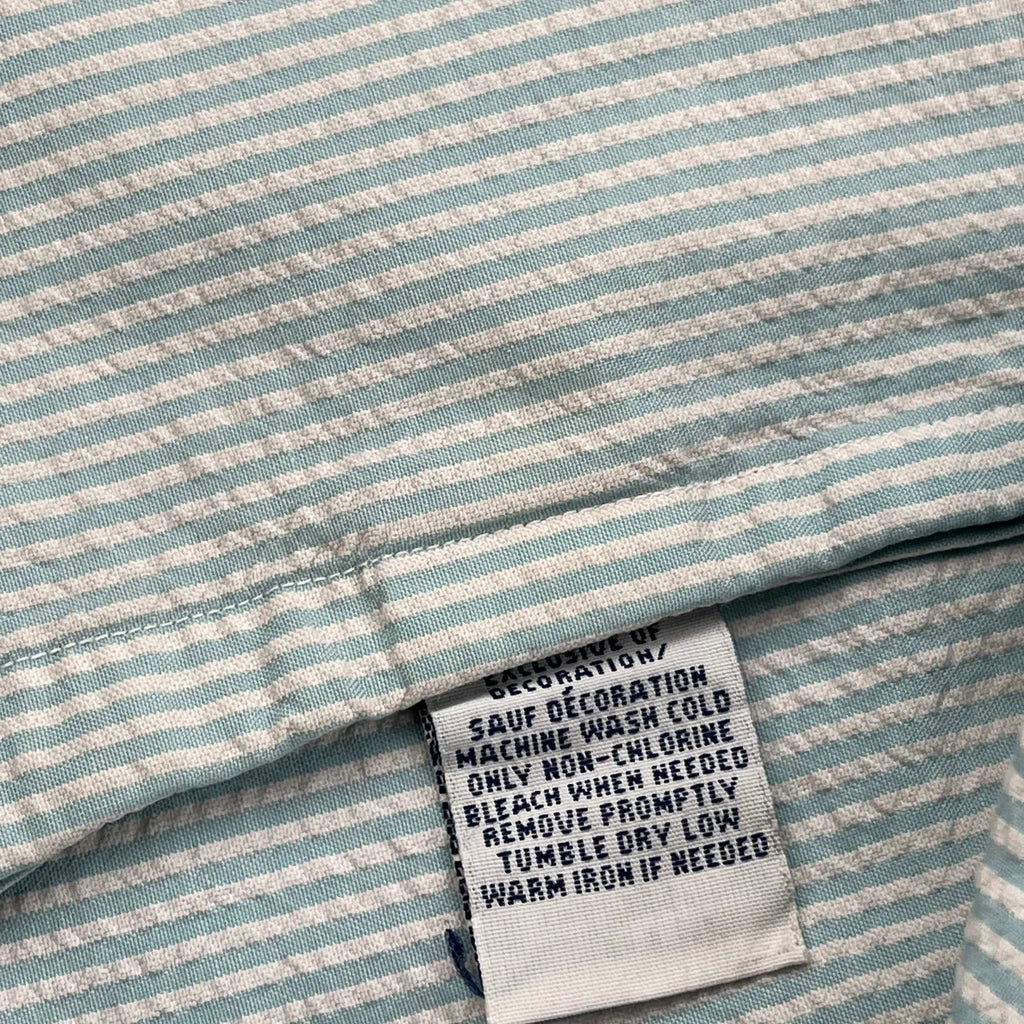 EXCLUSIVE OF
DECORATION/
SAUF DÉCORATION
MACHINE WASH COLD
ONLY NON-CHLORINE
BLEACH WHEN NEEDED
REMOVE PROMPTLY
TUMBLE DRY LOW
WARM IRON IF NEEDED